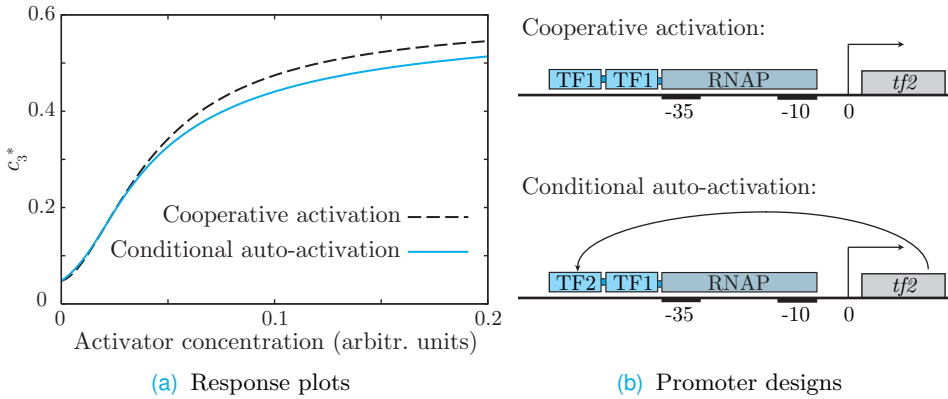 0.6
0.4
0.2
0
c₃*
Cooperative activation
Conditional auto-activation
0
0.1
0.2
Activator concentration (arbitr. units)
(a) Response plots
Cooperative activation:
TF1 TF1 RNAP tf2
-35 -10 0
Conditional auto-activation:
TF2 TF1 RNAP tf2
-35 -10 0
(b) Promoter designs